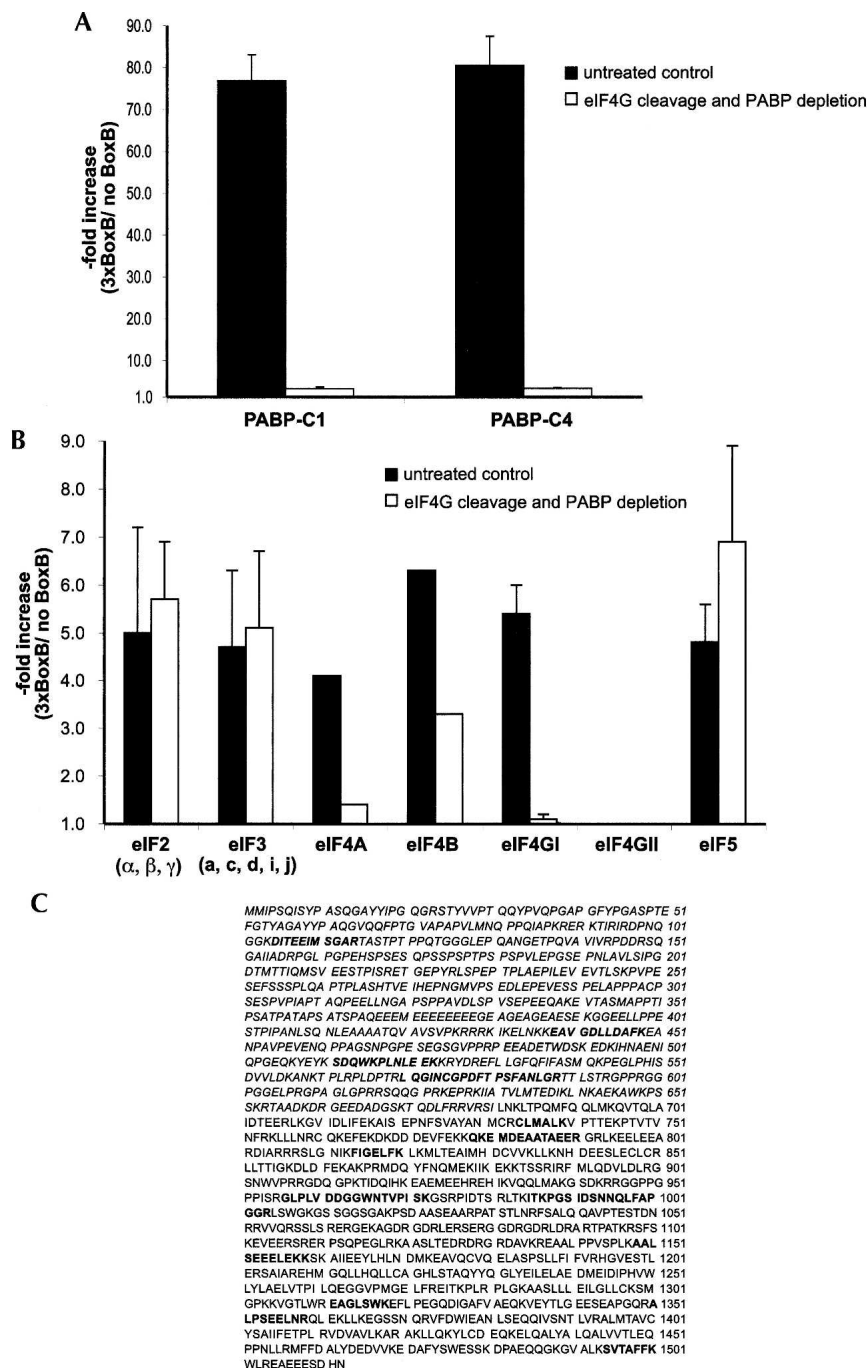 A
90.0
80.0
70.0
60.0
50.0
40.0
30.0
20.0
10.0
1.0
-fold increase
(3xBoxB/ no BoxB)
untreated control
eIF4G cleavage and PABP depletion
PABP-C1 PABP-C4
B
9.0
8.0
7.0
6.0
5.0
4.0
3.0
2.0
1.0
-fold increase
(3xBoxB/ no BoxB)
untreated control
eIF4G cleavage and PABP depletion
eIF2 eIF3 eIF4A eIF4B eIF4GI eIF4GII eIF5
(α, β, γ) (a, c, d, i, j)
C
MMIPSQISYP ASQGAYYIPG QGRSTYVVPT QQYPVQPGAP GFYPGASPTE 51
FGTYAGAYYP AQGVQQFPTG VAPAPVLMNQ PPQIAPKRER KTIRIRDPNQ 101
GGKDITEEIM SGARTASTPT PPQTGGGLEP QANGETPQVA VIVRPDDRSQ 151
GAIIADRPGL PGPEHSPSES QPSSPSPTPS PSPVLEPGSE PNLAVLSIPG 201
DTMTTIQMSV EESTPISRET GEPYRLSPEP TPLAEPILEV EVTLSKPVPE 251
SEFSSSPLQA PTPLASHTVE IHEPNGMVPS EDLEPEVESS PELAPPPACP 301
SESPVPIAPT AQPEELLNGA PSPPAVDLSP VSEPEEQAKE VTASMAPPTI 351
PSATPATAPS ATSPAQEEEM EEEEEEEEGE AGEAGEAESE KGGEELLPPE
STPIPANLSQ NLEAAAATQV AVSVPKRRRK IKELNKKEAV GDLLDAFKEA 451
NPAVPEVENQ PPAGSNPGPE SEGSGVPPRP EEADETWDSK EDKIHNAENI 501
QPGEQKYEYK SDQWKPLNLE EKKRYDREFL LGFQFIFASM QKPEGLPHIS 551
DVVLDKANKT PLRPLDPTRL QGINCGPDFT PSFANLGRTT LSTRGPPRGG 601
PGGELPRGPA GLGPRRSQQG PRKEPRKIIA TVLMTEDIKL NKAEKAWKPS 651
SKRTAADKDR GEEDADGSKT QDLFRRVRSI LNKLTPQMFQ QLMKQVTQLA 701
IDTEERLKGV IDLIFEKAIS EPNFSVAYAN MCRCLMALKV PTTEKPTVTV 751
NFRKLLLNRC QKEFEKDKDD DEVFEKKQKE MDEAATAEER GRLKEELEEA 801
RDIARRRSLG NIKFIGELFK LKMLTEAIMH DCVVKLLKNH DEESLECLCR 851
LLTTIGKDLD FEKAKPRMDQ YFNQMEKIIK EKKTSSRIRF MLQDVLDLRG 901
SNWVPRRGDQ GPKTIDQIHK EAEMEEHREH IKVQQLMAKG SDKRRGGPPG 951
PPISRGLPLV DDGGWNTVPI SKGSRPIDTS RLTKITKPGS IDSNNQLFAP 1001
GGRLSWGKGS SGGSGAKPSD AASEAARPAT STLNRFSALQ QAVPTESTDN 1051
RRVVQRSSLS RERGEKAGDR GDRLERSERG GDRGDRLDRA RTPATKRSFS 1101
KEVEERSRER PSQPEGLRKA ASLTEDRDRG RDAVKREAAL PPVSPLKAAL 1151
SEEELEKKSK AIIEEYLHLN DMKEAVQCVQ ELASPSLLFI FVRHGVESTL 1201
ERSAIAREHM GQLLHQLLCA GHLSTAQYYQ GLYEILELAE DMEIDIPHVW 1251
LYLAELVTPI LQEGGVPMGE LFREITKPLR PLGKAASLLL EILGLLCKSM 1301
GPKKVGTLWR EAGLSWKEFL PEGQDIGAFV AEQKVEYTLG EESEAPGQRA 1351
LPSEELNRQL EKLLKEGSSN QRVFDWIEAN LSEQQIVSNT LVRALMTAVC
YSAIIFETPL RVDVAVLKAR AKLLQKYLCD EQKELQALYA LQALVVTLEQ 1451
PPNLLRMFFD ALYDEDVVKE DAFYSWESSK DPAEQQGKGV ALKSVTAFFK 1501
WLREAEEESD HN